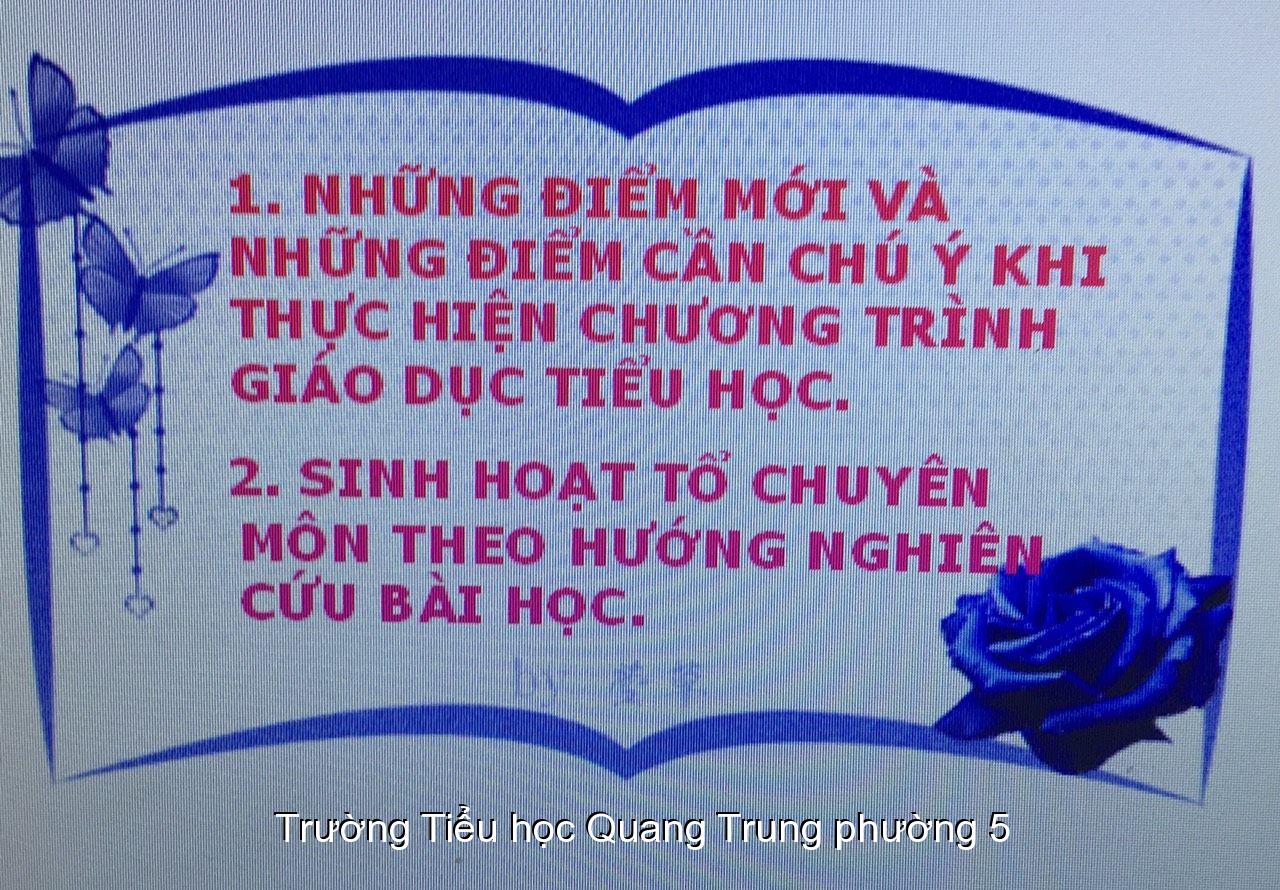 1. NHỮNG ĐIỂM MỚI VÀ
NHỮNG ĐIỂM CẦN CHÚ Ý KHI
THỰC HIỆN CHƯƠNG TRÌNH
GIÁO DỤC TIỂU HỌC.
2. SINH HOẠT TỔ CHUYÊN
MÔN THEO HƯỚNG NGHIÊN
CỨU BÀI HỌC.
by
Trường Tiểu học Quang Trung phường 5